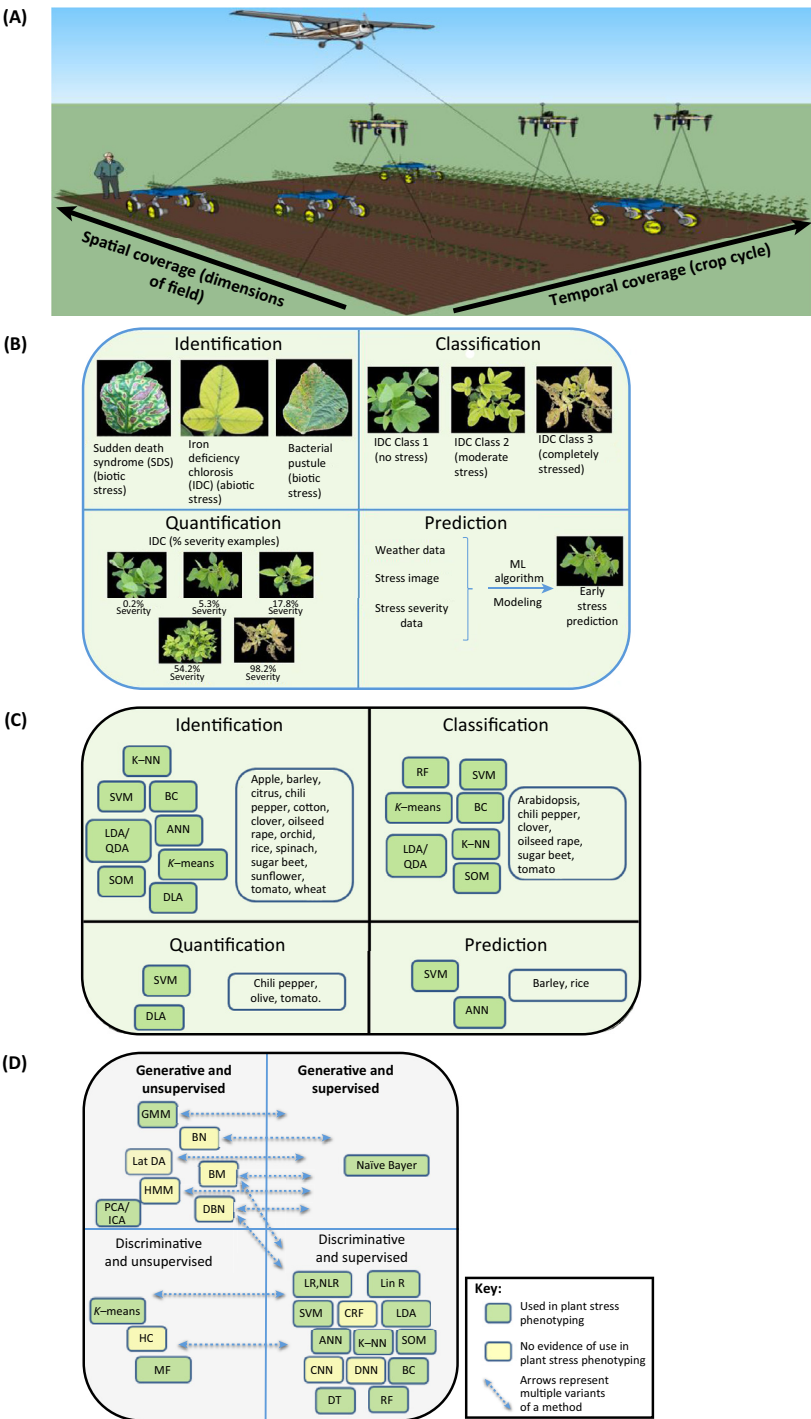 (A)
Spatial coverage (dimensions
of field)
Temporal coverage (crop cycle)
(B)
Identification
Sudden death
syndrome (SDS)
(biotic
stress)
Iron
deficiency
chlorosis
(IDC) (abiotic
stress)
Bacterial
pustule
(biotic
stress)
Classification
IDC Class 1
(no stress)
IDC Class 2
(moderate
stress)
IDC Class 3
(completely
stressed)
Quantification
IDC (% severity examples)
0.2%
Severity
5.3%
Severity
17.8%
Severity
54.2%
Severity
98.2%
Severity
Prediction
Weather data
Stress image
Stress severity
data
ML
algorithm
Modeling
Early
stress
prediction
(C)
Identification
K–NN
SVM
BC
LDA/
QDA
ANN
K–means
SOM
DLA
Apple, barley,
citrus, chili
pepper, cotton,
clover, oilseed
rape, orchid,
rice, spinach,
sugar beet,
sunflower,
tomato, wheat
Classification
RF
SVM
K–means
BC
LDA/
QDA
K–NN
SOM
Arabidopsis,
chili pepper,
clover,
oilseed rape,
sugar beet,
tomato
Quantification
SVM
DLA
Chili pepper,
olive, tomato.
Prediction
SVM
ANN
Barley, rice
(D)
Generative and
unsupervised
GMM
BN
Lat DA
BM
HMM
PCA/
ICA
DBN
Generative and
supervised
Naïve Bayer
Discriminative
and unsupervised
K–means
HC
MF
Discriminative
and supervised
LR,NLR
Lin R
SVM
CRF
LDA
ANN
K–NN
SOM
CNN
DNN
BC
DT
RF
Key:
Used in plant stress
phenotyping
No evidence of use in
plant stress phenotyping
Arrows represent
multiple variants
of a method